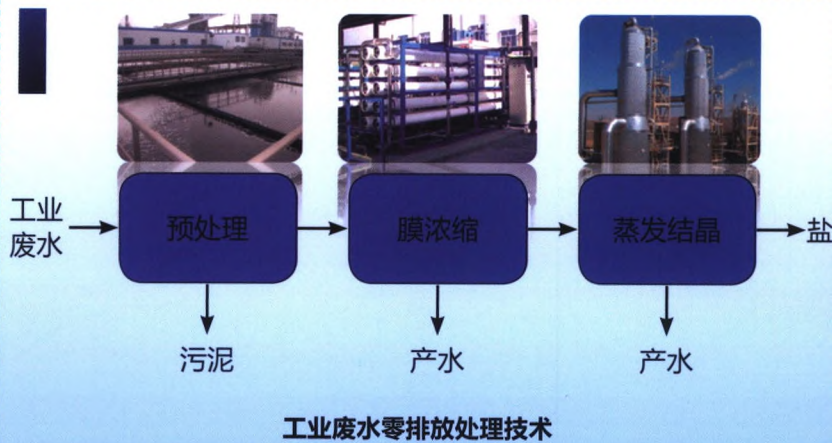 工业
废水
预处理
膜浓缩
蒸发结晶
盐
污泥
产水
产水
工业废水零排放处理技术